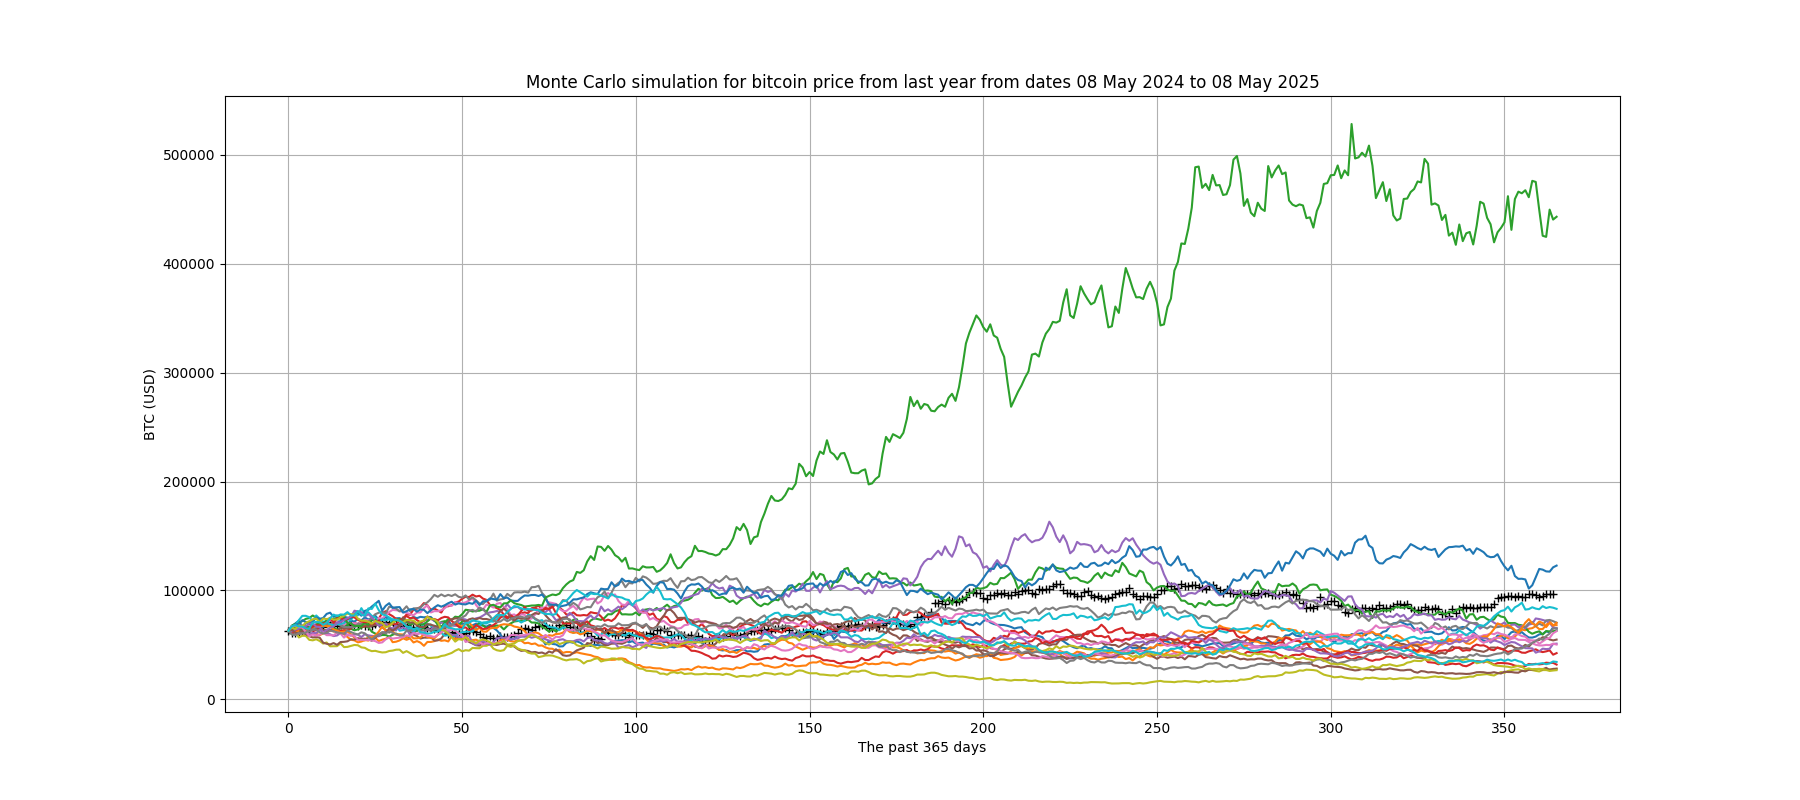 Monte Carlo simulation for bitcoin price from last year from dates 08 May 2024 to 08 May 2025
500000
400000
300000
200000
100000
0
BTC (USD)
0 50 100 150 200 250 300 350
The past 365 days